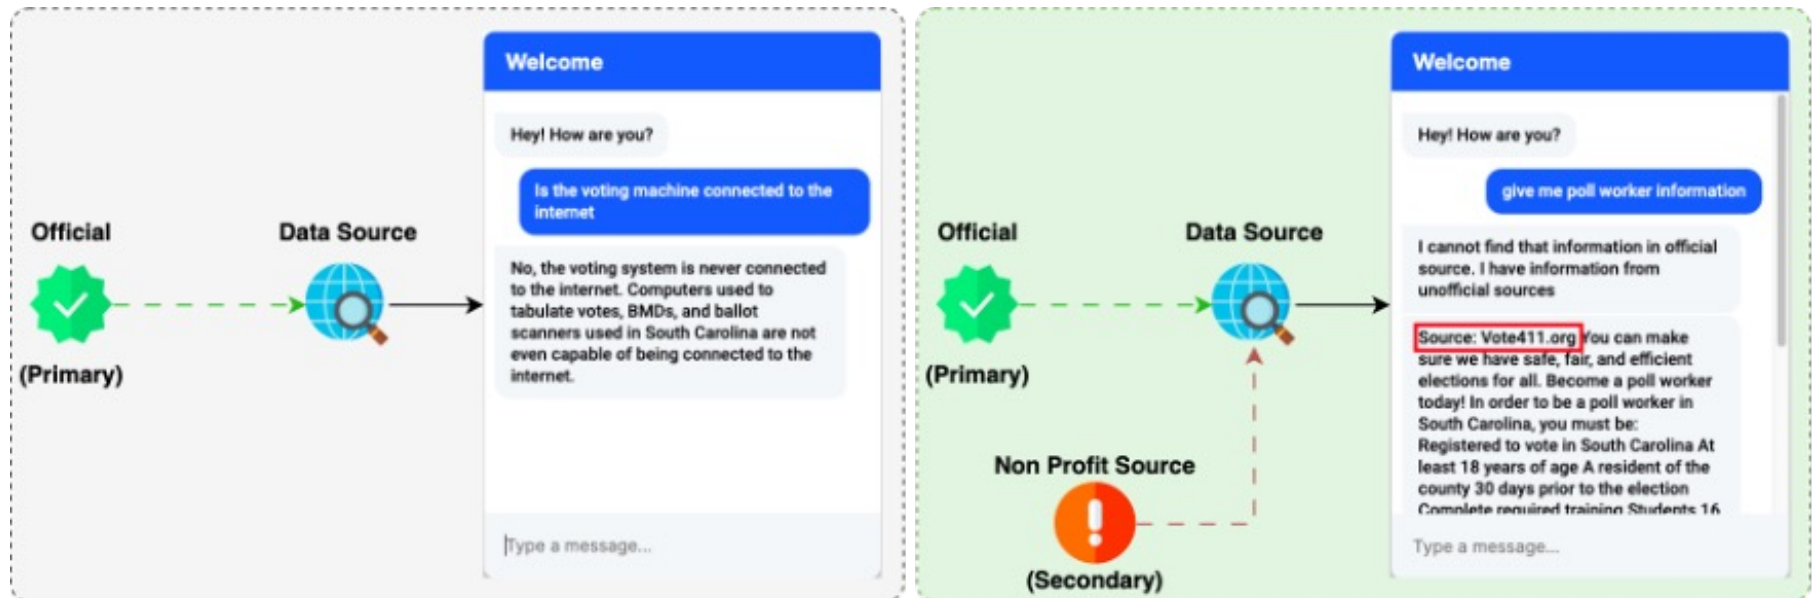 Official
(Primary)
Data Source
Welcome
Hey! How are you?
Is the voting machine connected to the
internet
No, the voting system is never connected
to the internet. Computers used to
tabulate votes, BMDs, and ballot
scanners used in South Carolina are not
even capable of being connected to the
internet.
Type a message...
Official
(Primary)
Data Source
Non Profit Source
(Secondary)
Welcome
Hey! How are you?
give me poll worker information
I cannot find that information in official
source. I have information from
unofficial sources
Source: Vote411.org You can make
sure we have safe, fair, and efficient
elections for all. Become a poll worker
today! In order to be a poll worker in
South Carolina, you must be:
Registered to vote in South Carolina At
least 18 years of age A resident of the
county 30 days prior to the election
Complete required training Students 16
Type a message...